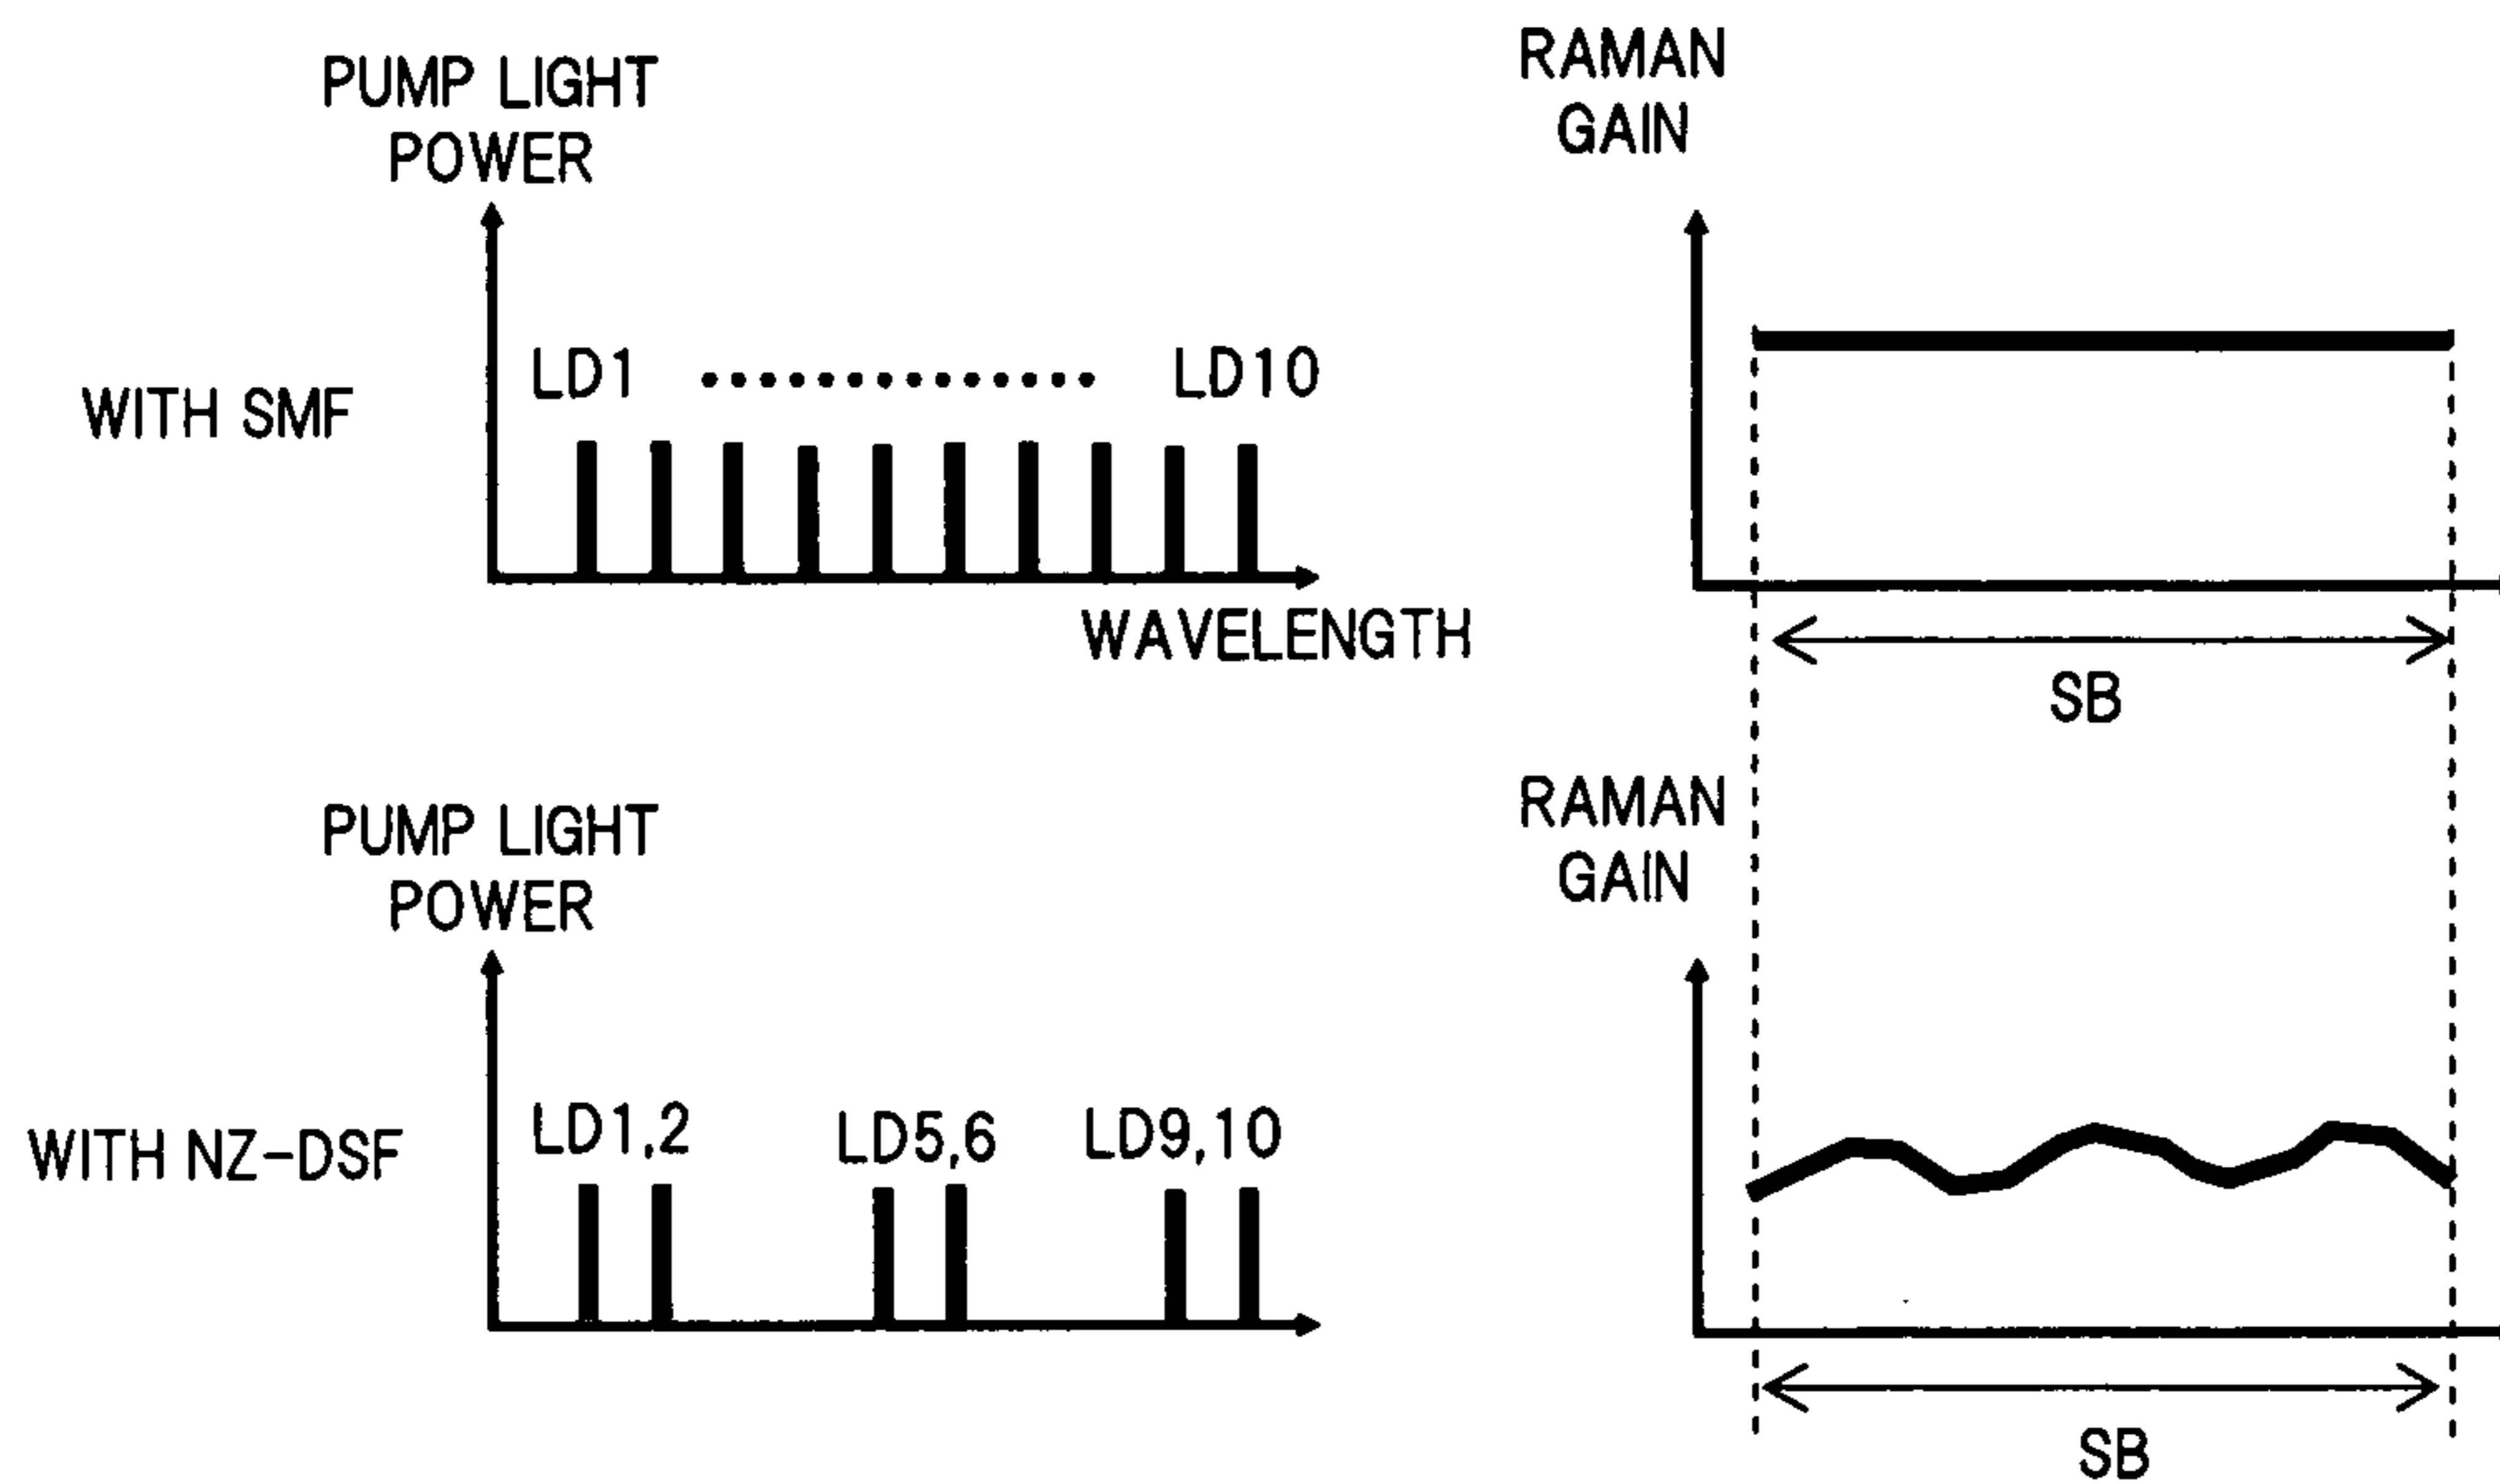 PUMP LIGHT
POWER
RAMAN
GAIN
WITH SMF
LD1 .............. LD10
WAVELENGTH
SB
PUMP LIGHT
POWER
RAMAN
GAIN
WITH NZ-DSF
LD1,2
LD5,6
LD9,10
SB